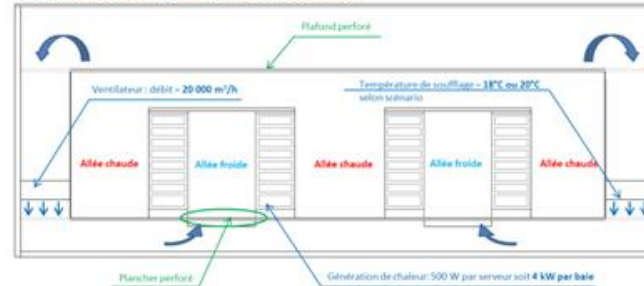 Plafond perforé
Ventilateur : débit – 20 000 m³/h
Température de soufflage – 18°C ou 20°C
selon scénario
Allée chaude
Allée froide
Allée chaude
Allée froide
Allée chaude
Plancher perforé
Génération de chaleur: 500 W par serveur soit 4 kW par baie